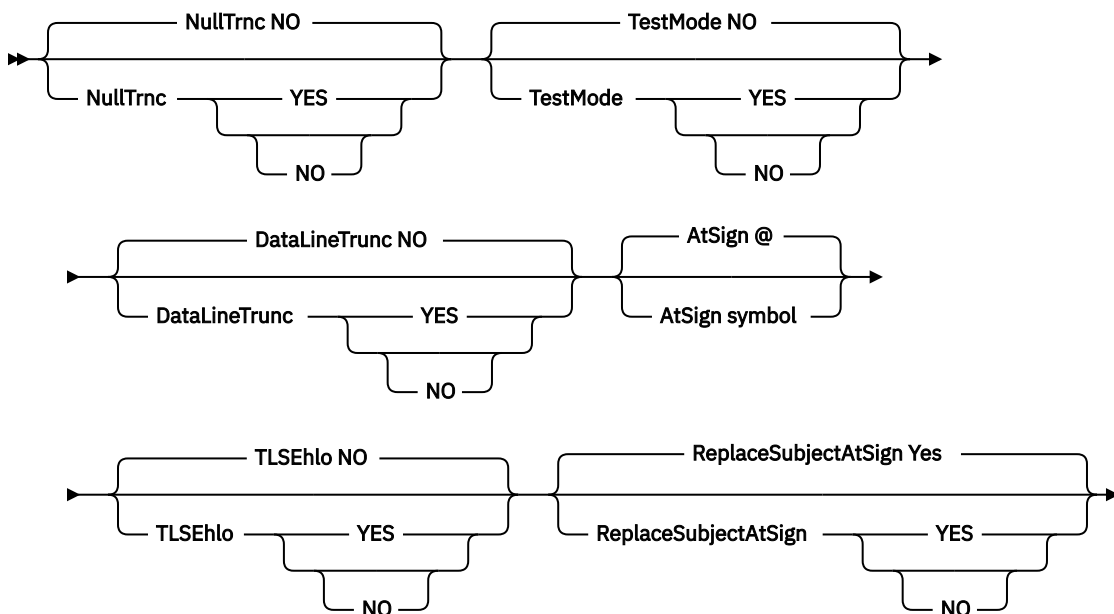 NullTrnc NO
TestMode NO
NullTrnc YES
TestMode YES
NO
NO
DataLineTrunc NO
AtSign @
DataLineTrunc YES
AtSign symbol
NO
TLSEhlo NO
ReplaceSubjectAtSign Yes
TLSEhlo YES
ReplaceSubjectAtSign YES
NO
NO